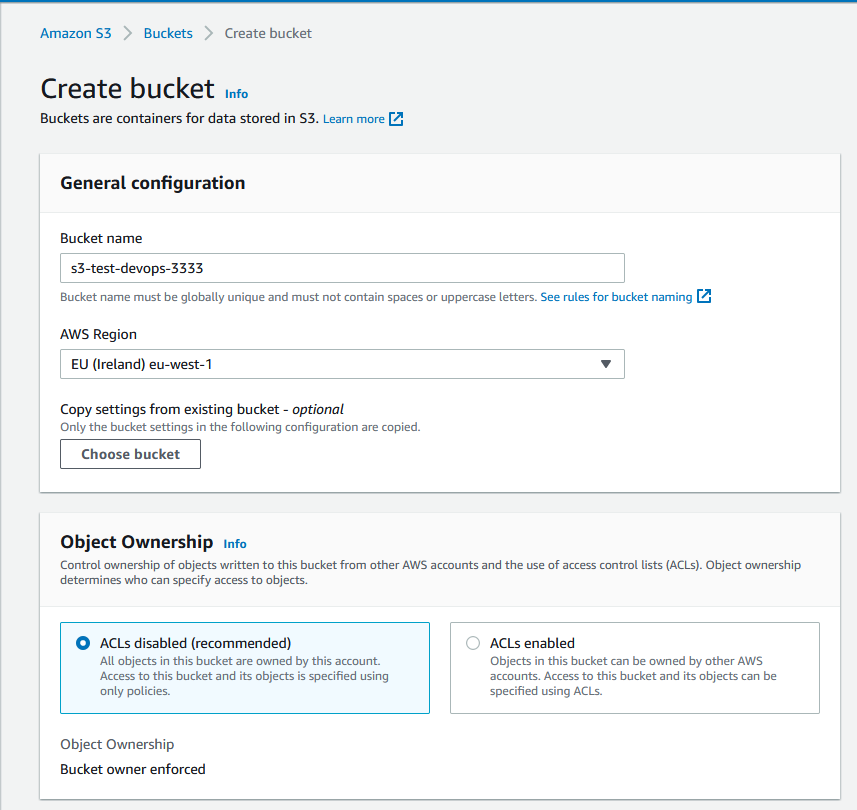 Amazon S3 > Buckets > Create bucket
Create bucket Info
Buckets are containers for data stored in S3. Learn more
General configuration
Bucket name
s3-test-devops-3333
Bucket name must be globally unique and must not contain spaces or uppercase letters. See rules for bucket naming
AWS Region
EU (Ireland) eu-west-1
Copy settings from existing bucket - optional
Only the bucket settings in the following configuration are copied.
Choose bucket
Object Ownership Info
Control ownership of objects written to this bucket from other AWS accounts and the use of access control lists (ACLs). Object ownership
determines who can specify access to objects.
ACLs disabled (recommended)
All objects in this bucket are owned by this account.
Access to this bucket and its objects is specified using
only policies.
ACLs enabled
Objects in this bucket can be owned by other AWS
accounts. Access to this bucket and its objects can be
specified using ACLs.
Object Ownership
Bucket owner enforced